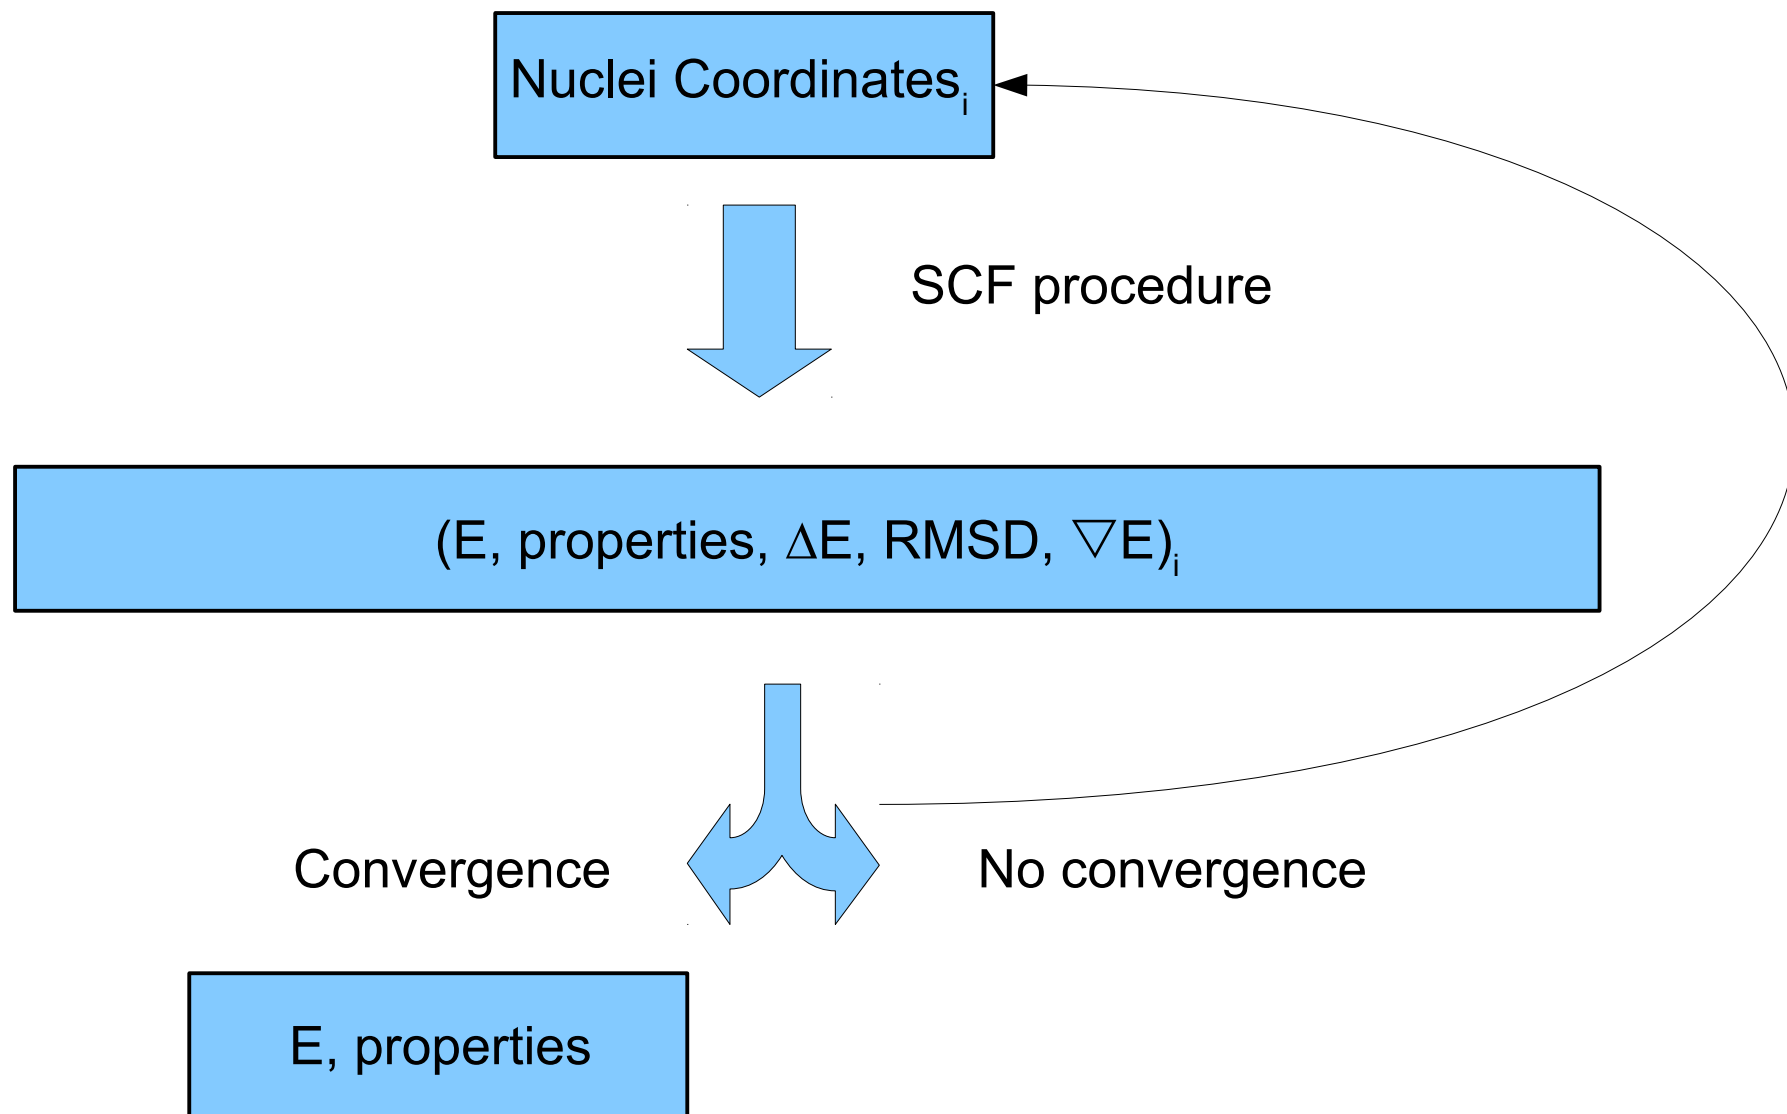 Nuclei Coordinatesᵢ
SCF procedure
(E, properties, ΔE, RMSD, ▽E)ᵢ
Convergence
No convergence
E, properties